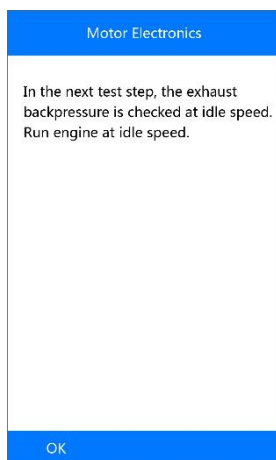 Motor Electronics
In the next test step, the exhaust
backpressure is checked at idle speed.
Run engine at idle speed.
OK